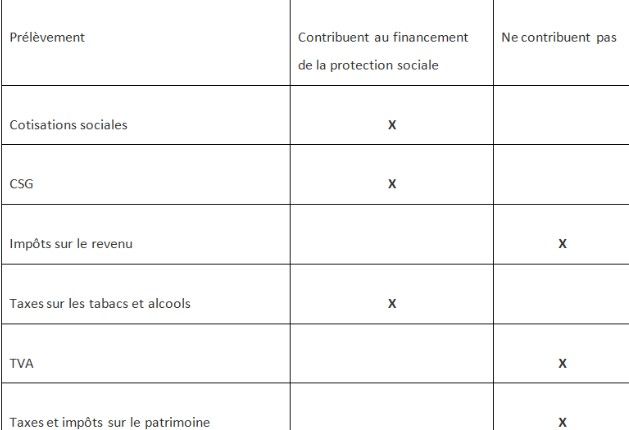 Prélèvement
Contribuent au financement
de la protection sociale
Ne contribuent pas
Cotisations sociales
X
CSG
X
Impôts sur le revenu
X
Taxes sur les tabacs et alcools
X
TVA
X
Taxes et impôts sur le patrimoine
X